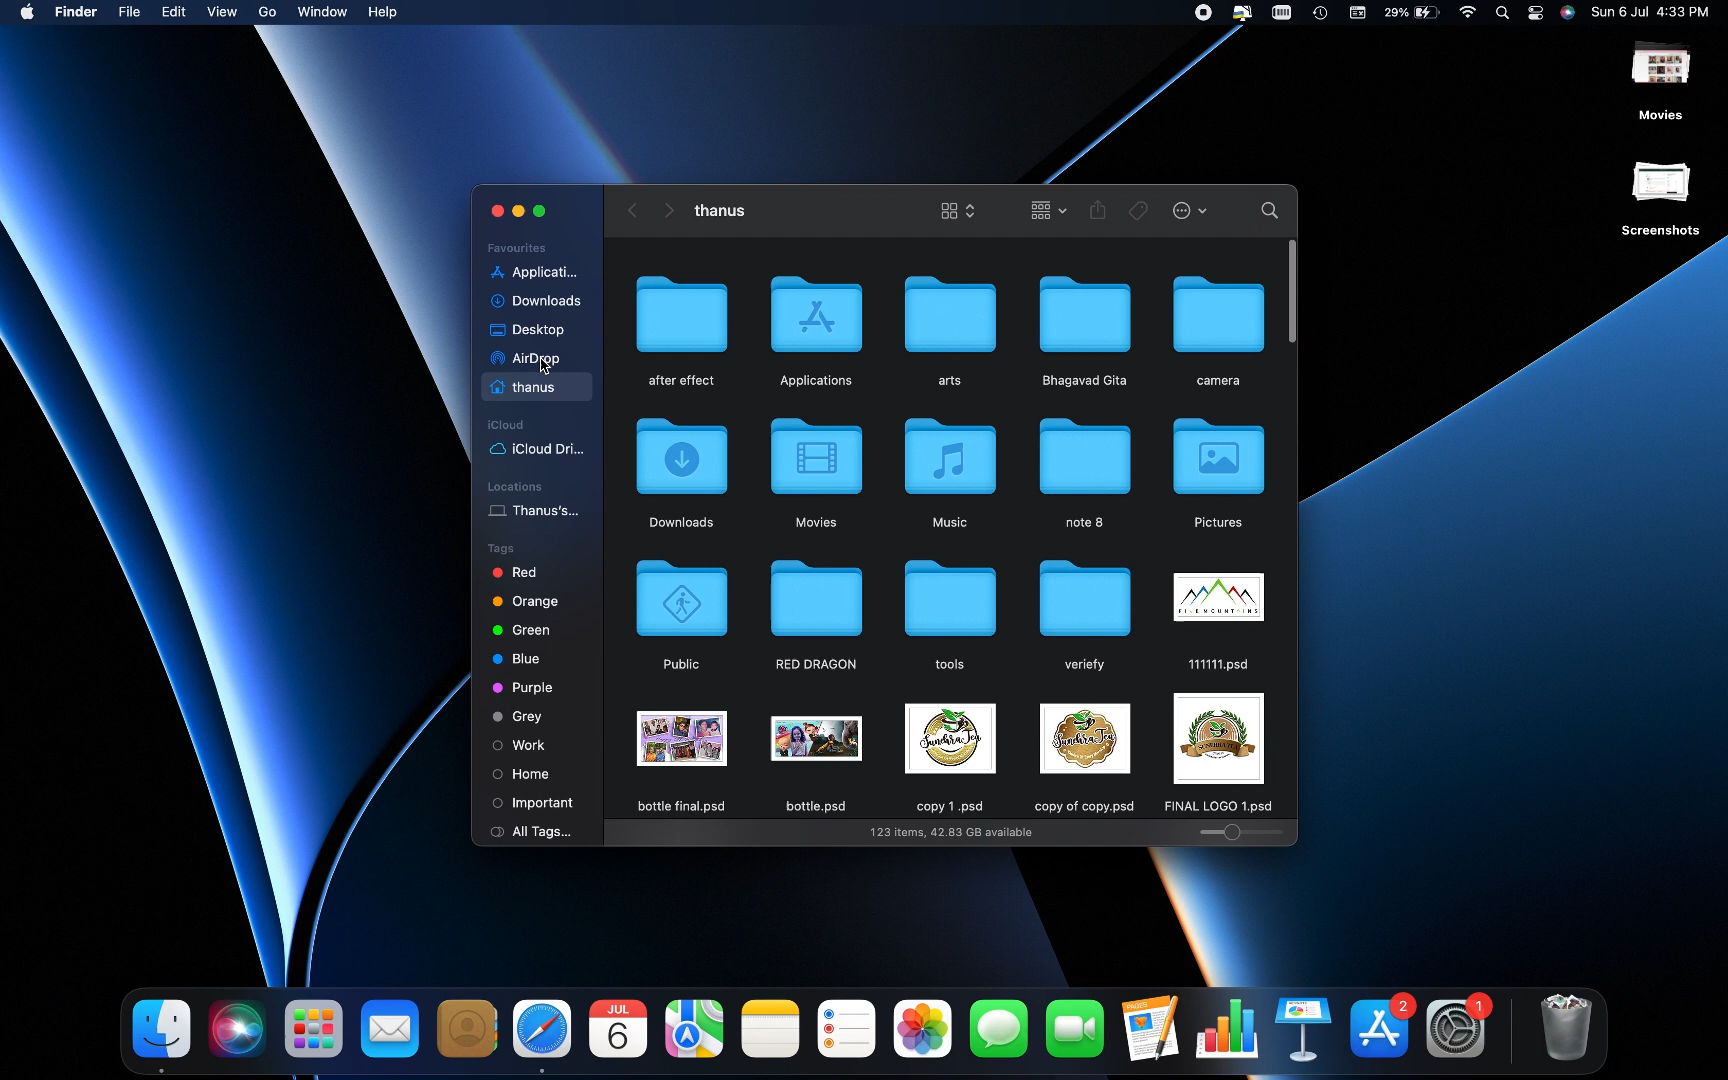 Finder File Edit View Go Window Help 29% Sun 6 Jul 4:33 PM
Movies
Screenshots
thanus
Favourites
Applicati...
Downloads
Desktop
AirDrop
thanus
iCloud
iCloud Dri...
Locations
Thanus's...
Tags
Red
Orange
Green
Blue
Purple
Grey
Work
Home
Important
All Tags...
after effect Applications arts Bhagavad Gita camera
Downloads Movies Music note 8 Pictures
Public RED DRAGON tools veriefy 111111.psd
bottle final.psd bottle.psd copy 1 .psd copy of copy.psd FINAL LOGO 1.psd
123 items, 42.83 GB available
JUL
6
2
1